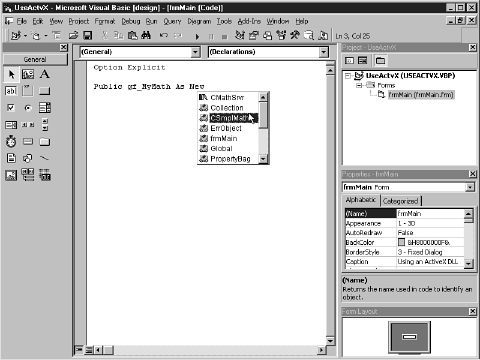 UseActvX - Microsoft Visual Basic [design] - [frmMain (Code)]
File Edit View Project Format Debug Run Query Diagram Tools Add-Ins Window Help
Ln 3, Col 25
General
(General) (Declarations)
Option Explicit
Public gf_MyMath As New
CMathSrvr
Collection
CSmplMath
ErrObject
frmMain
Global
PropertyBag
Project - UseActvX
UseActvX (USEACTVX.VBP)
Forms
frmMain (frmMain.frm)
Properties - frmMain
frmMain Form
Alphabetic Categorized
(Name) frmMain
Appearance 1 - 3D
AutoRedraw False
BackColor &H8000000F&
BorderStyle 3 - Fixed Dialog
Caption Using an ActiveX DLL
(Name)
Returns the name used in code to identify an
object.
Form Layout